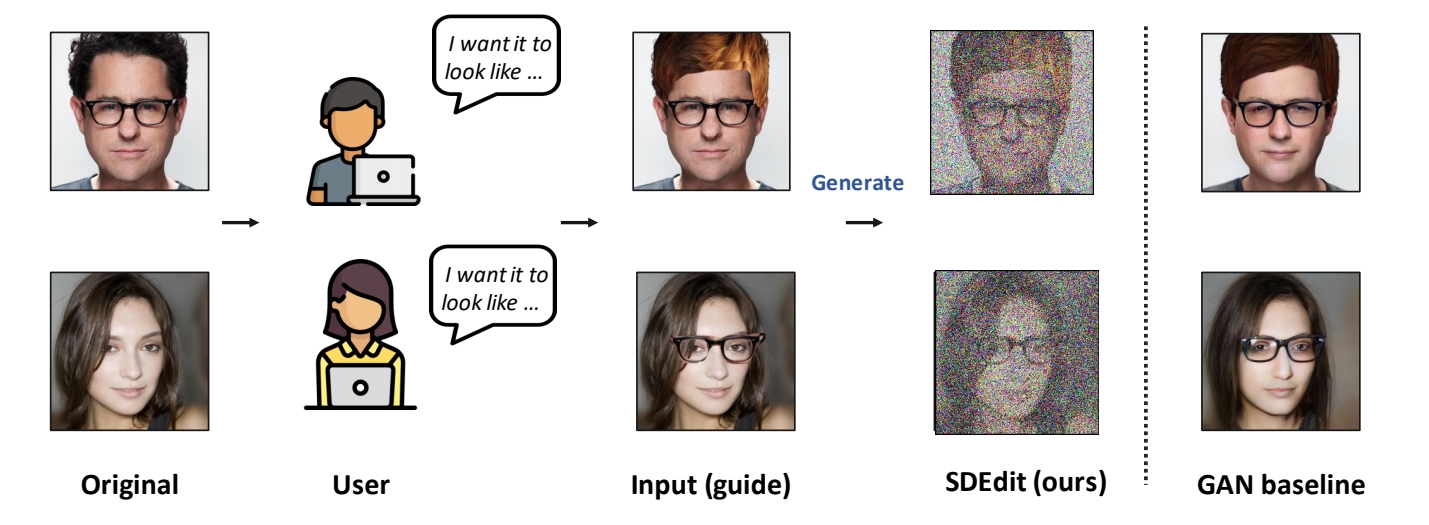 I want it to
look like ...
Generate
I want it to
look like ...
Original
User
Input (guide)
SDEdit (ours)
GAN baseline